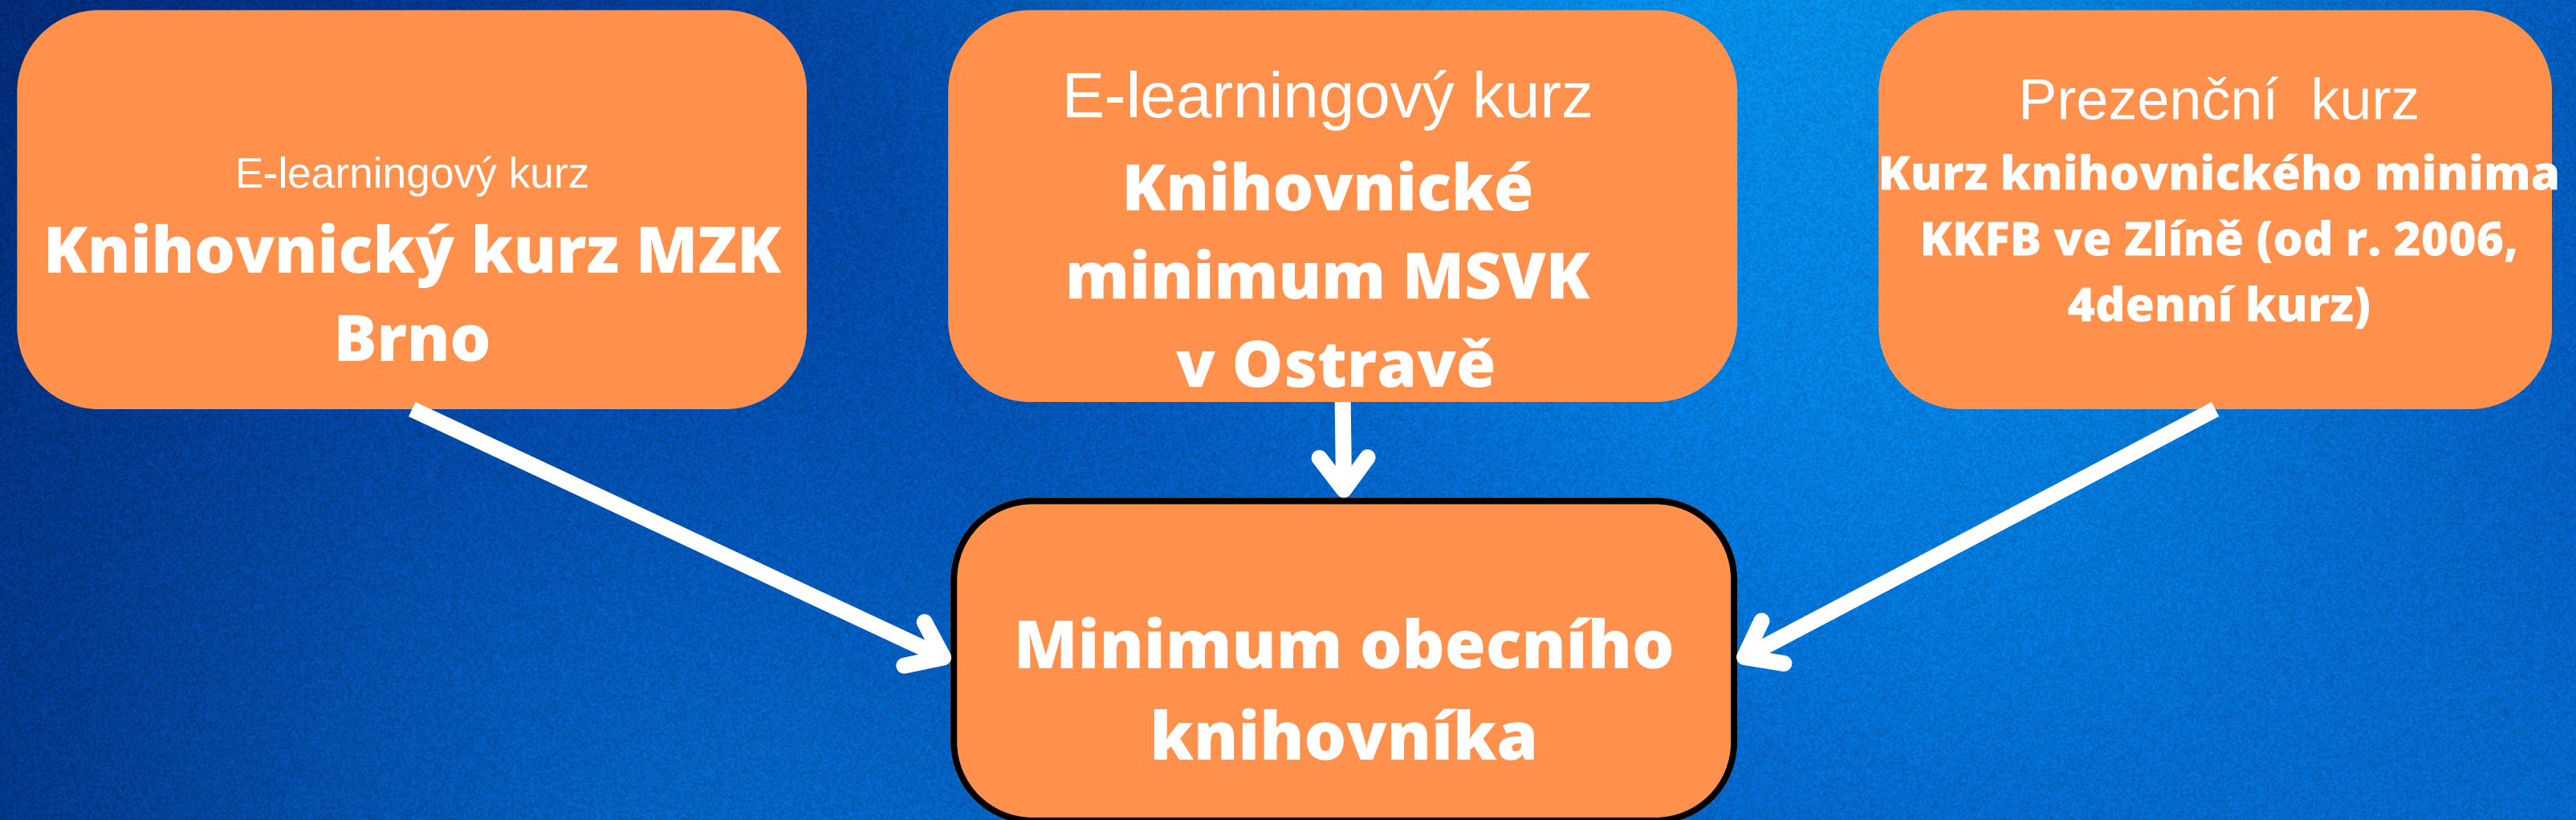 E-learningový kurz
Knihovnický kurz MZK
Brno
E-learningový kurz
Knihovnické
minimum MSVK
v Ostravě
Prezenční  kurz
Kurz knihovnického minima
KKFB ve Zlíně (od r. 2006,
4denní kurz)
Minimum obecního
knihovníka